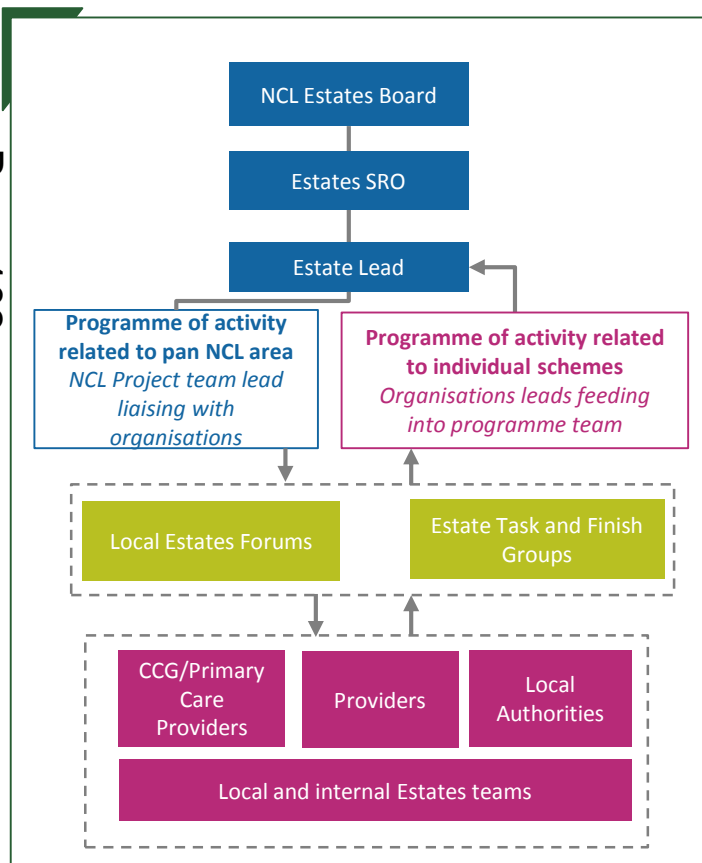 NCL Estates Board
Estates SRO
Estate Lead
Programme of activity
related to pan NCL area
NCL Project team lead
liaising with
organisations
Programme of activity related
to individual schemes
Organisations leads feeding
into programme team
Local Estates Forums
Estate Task and Finish
Groups
CCG/Primary
Care
Providers
Providers
Local
Authorities
Local and internal Estates teams